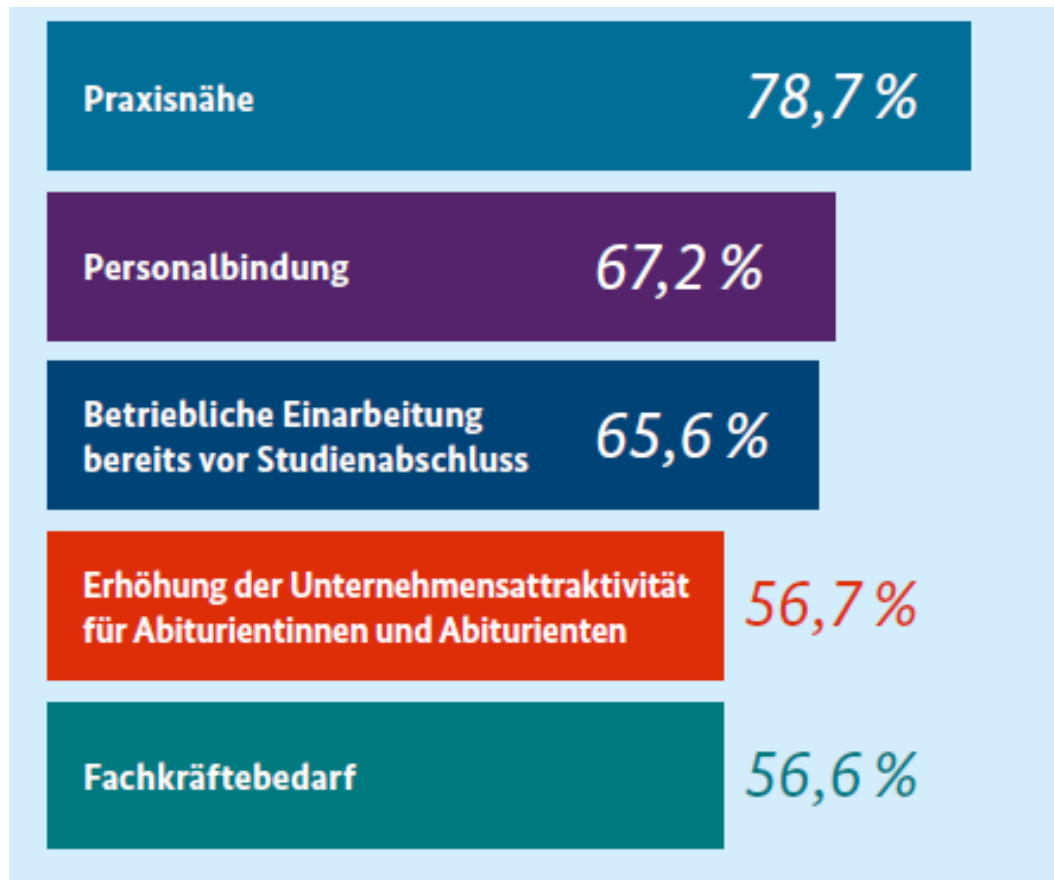 Praxisnähe 78,7 %
Personalbindung 67,2 %
Betriebliche Einarbeitung
bereits vor Studienabschluss 65,6 %
Erhöhung der Unternehmensattraktivität
für Abiturientinnen und Abiturienten 56,7 %
Fachkräftebedarf 56,6 %